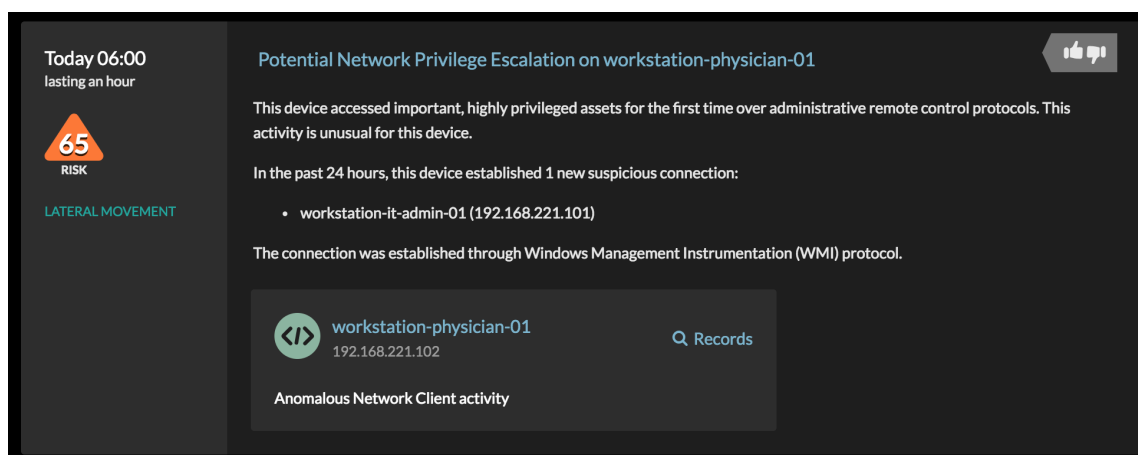 Today 06:00
lasting an hour
65
RISK
LATERAL MOVEMENT
Potential Network Privilege Escalation on workstation-physician-01
This device accessed important, highly privileged assets for the first time over administrative remote control protocols. This
activity is unusual for this device.
In the past 24 hours, this device established 1 new suspicious connection:
• workstation-it-admin-01 (192.168.221.101)
The connection was established through Windows Management Instrumentation (WMI) protocol.
</> workstation-physician-01
192.168.221.102
Records
Anomalous Network Client activity